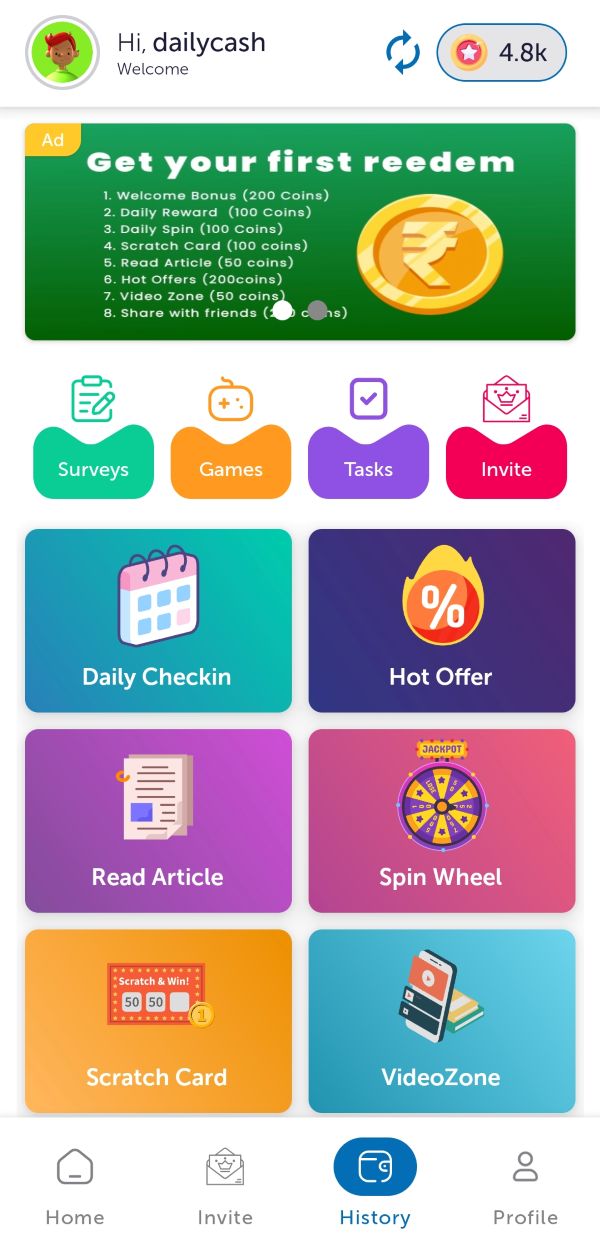 Hi, dailycash
Welcome
4.8k
Ad
Get your first reedem
1. Welcome Bonus (200 Coins)
2. Daily Reward (100 Coins)
3. Daily Spin (100 Coins)
4. Scratch Card (100 coins)
5. Read Article (50 coins)
6. Hot Offers (200coins)
7. Video Zone (50 coins)
8. Share with friends
₹
Surveys
Games
Tasks
Invite
%
Daily Checkin
Hot Offer
JACKPOT
Read Article
Spin Wheel
Scratch & Win!
50 50
1
Scratch Card
VideoZone
Home
Invite
History
Profile